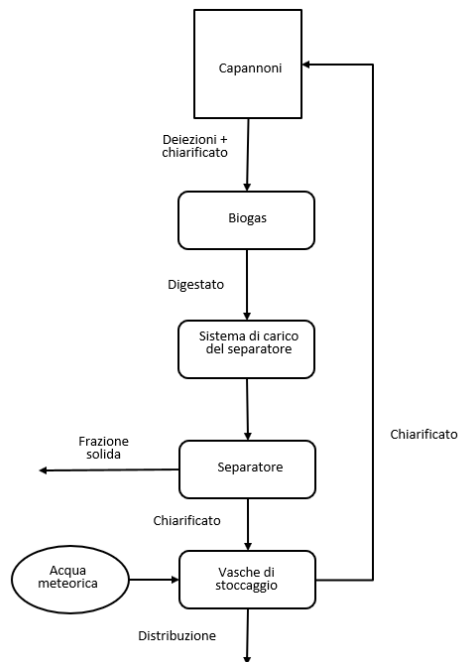 Capannoni
Deiezioni +
chiarificato
Biogas
Digestato
Sistema di carico
del separatore
Chiarificato
Frazione
solida
Separatore
Chiarificato
Acqua
meteorica
Vasche di
stoccaggio
Distribuzione